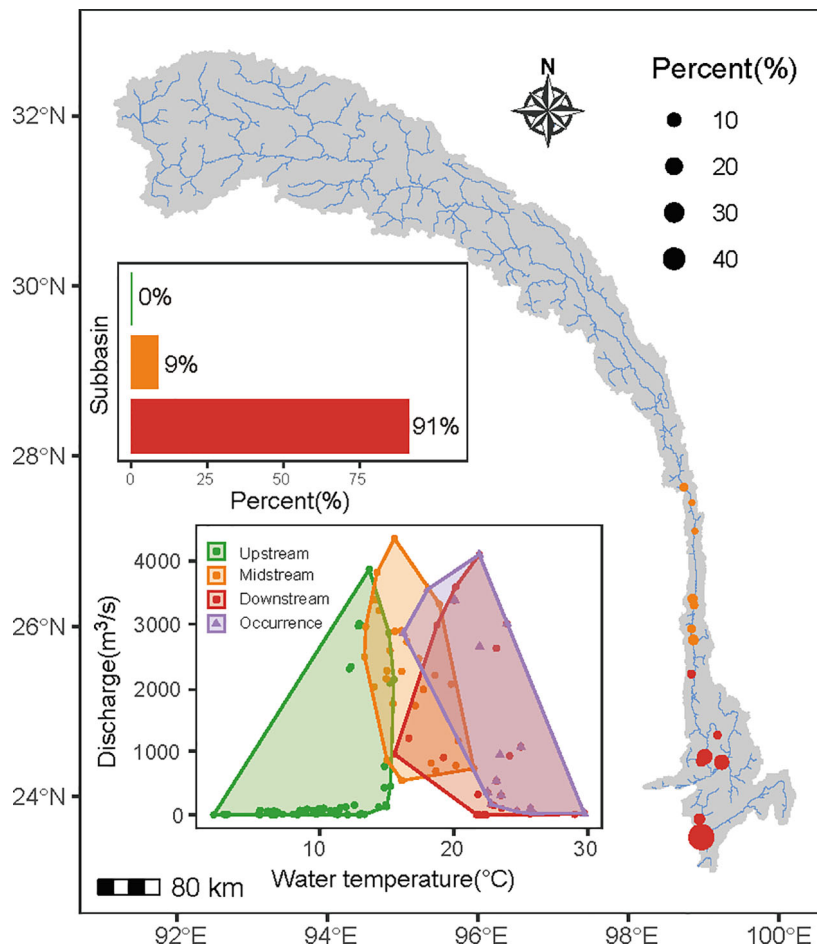 N
Percent(%)
10
20
30
40
32°N
30°N
28°N
26°N
24°N
Subbasin
0%
9%
91%
0
25
50
75
Percent(%)
Upstream
Midstream
Downstream
Occurrence
Discharge(m³/s)
4000
3000
2000
1000
0
10
20
30
Water temperature(°C)
80 km
92°E
94°E
96°E
98°E
100°E